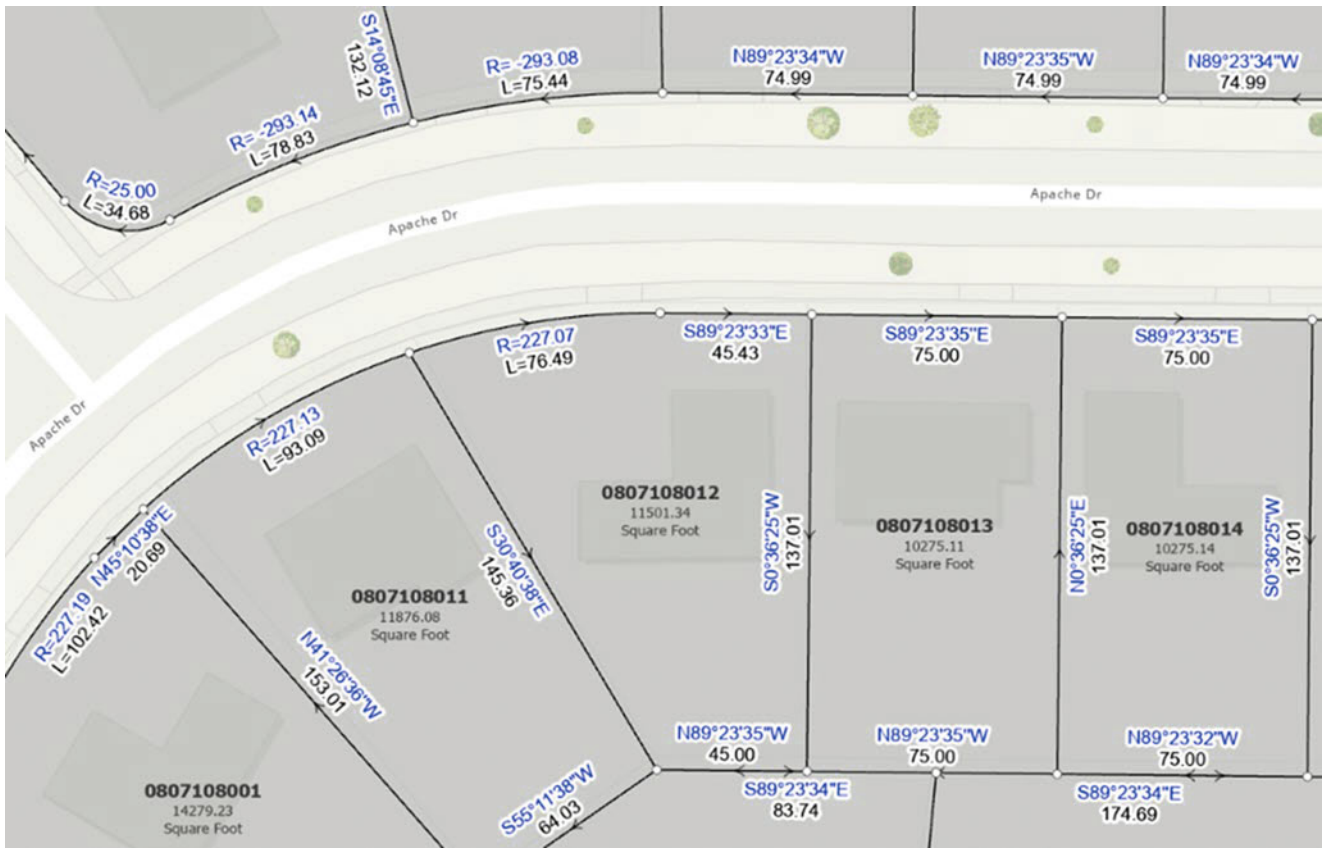 S14°08'45"E
132.12
R= -293.08
L=75.44
N89°23'34"W
74.99
N89°23'35"W
74.99
N89°23'34"W
74.99
R= -293.14
L=78.83
R=25.00
L=34.68
Apache Dr
Apache Dr
Apache Dr
R=227.07
L=76.49
S89°23'33"E
45.43
S89°23'35"E
75.00
S89°23'35"E
75.00
R=227.13
L=93.09
N45°10'38"E
20.69
R=227.19
L=102.42
S30°40'38"E
145.36
0807108012
11501.34
Square Foot
S0°36'25"W
137.01
0807108013
10275.11
Square Foot
N0°36'25"E
137.01
0807108014
10275.14
Square Foot
S0°36'25"W
137.01
0807108011
11876.08
Square Foot
N41°26'36"W
153.01
N89°23'35"W
45.00
N89°23'35"W
75.00
N89°23'32"W
75.00
S89°23'34"E
83.74
S89°23'34"E
174.69
S55°11'38"W
64.03
0807108001
14279.23
Square Foot